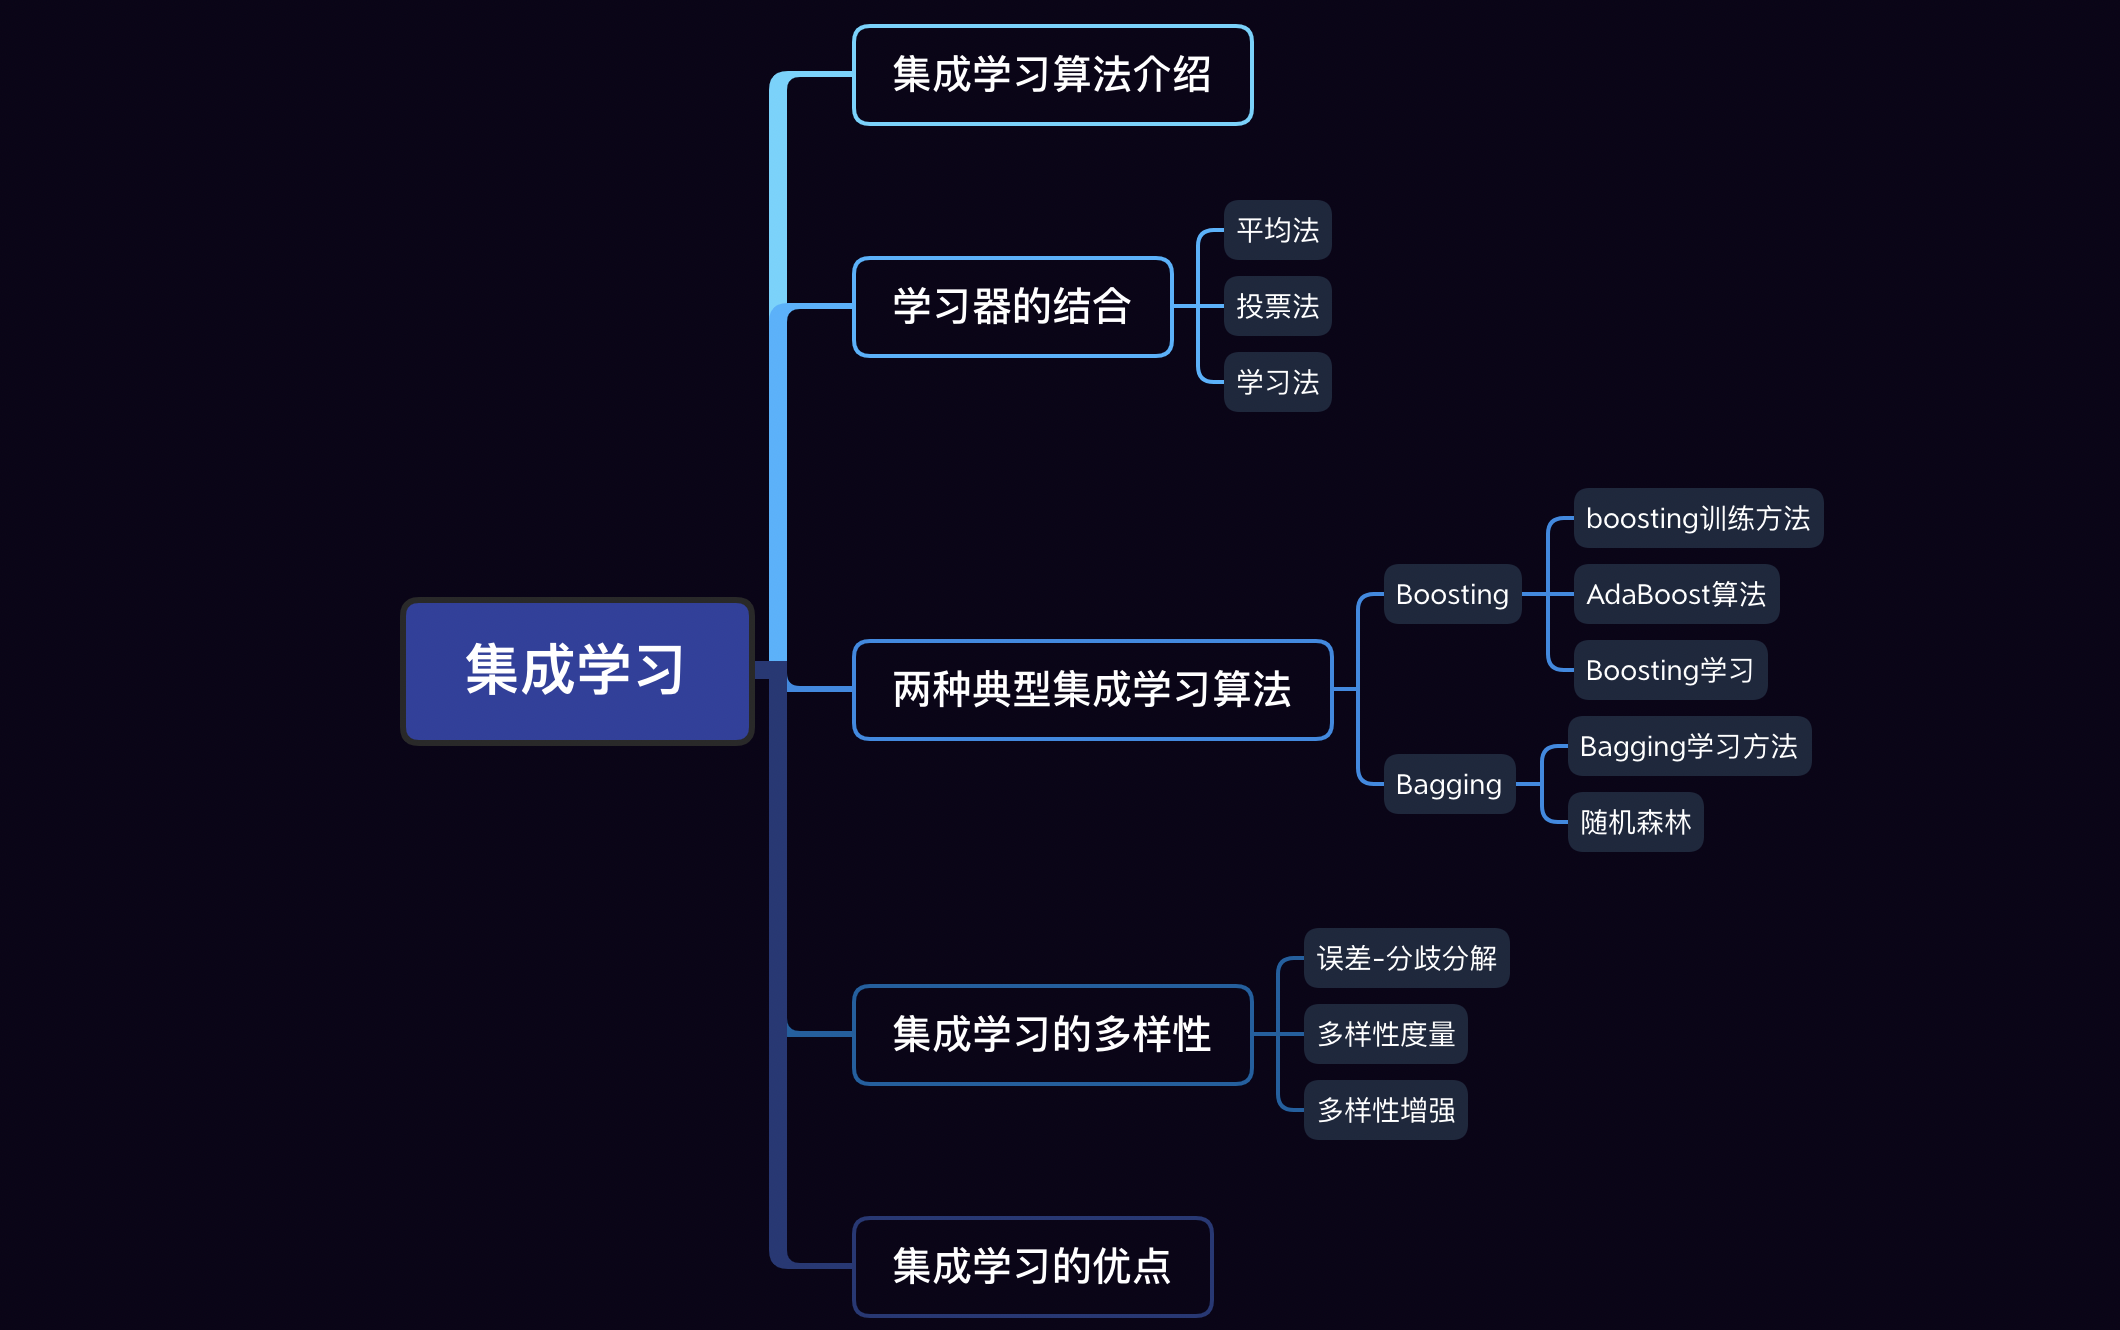 集成学习
集成学习算法介绍
学习器的结合
平均法
投票法
学习法
两种典型集成学习算法
Boosting
boosting训练方法
AdaBoost算法
Boosting学习
Bagging
Bagging学习方法
随机森林
集成学习的多样性
误差-分歧分解
多样性度量
多样性增强
集成学习的优点